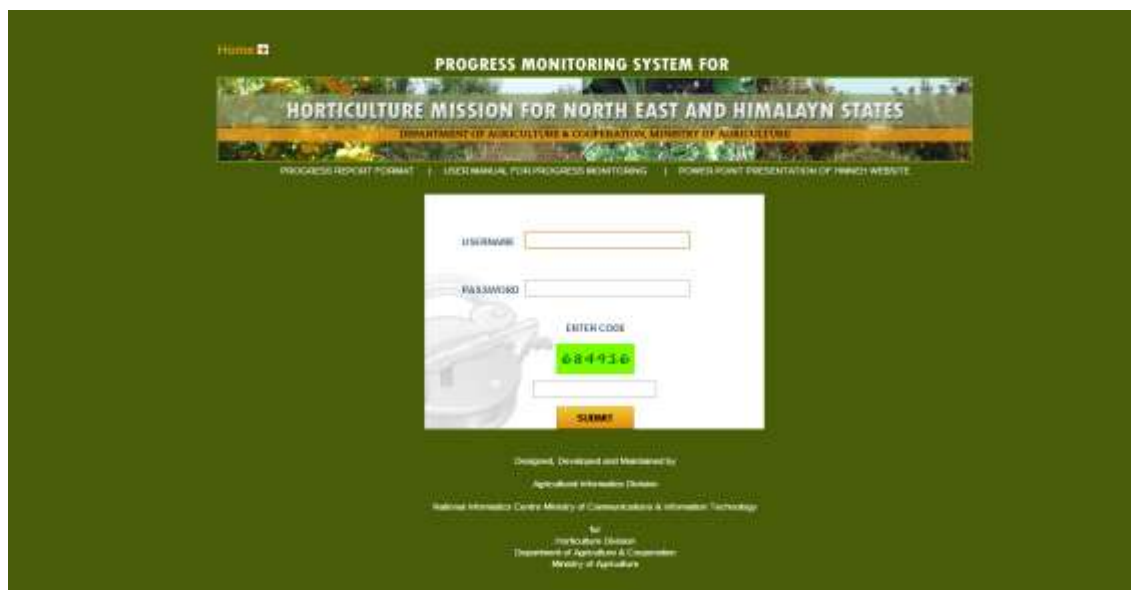 Home
PROGRESS MONITORING SYSTEM FOR
HORTICULTURE MISSION FOR NORTH EAST AND HIMALAYN STATES
DEPARTMENT OF AGRICULTURE & COOPERATION, MINISTRY OF AGRICULTURE
PROGRESS REPORT FORMAT | USER MANUAL FOR PROGRESS MONITORING | POWER POINT PRESENTATION OF HMNEH WEBSITE
USERNAME
PASSWORD
ENTER CODE
684916
SUBMIT
Designed, Developed and Maintained by
Agricultural Information Division
National Informatics Centre Ministry of Communications & Information Technology
for
Horticulture Division
Department of Agriculture & Cooperation
Ministry of Agriculture